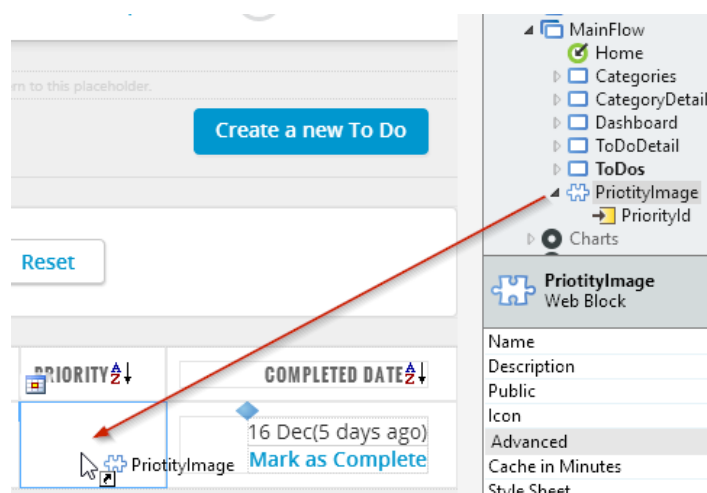 rn to this placeholder.
Create a new To Do
Reset
PRIORITY
COMPLETED DATE
16 Dec(5 days ago)
Mark as Complete
PriotityImage
MainFlow
Home
Categories
CategoryDetail
Dashboard
ToDoDetail
ToDos
PriotityImage
PriorityId
Charts
PriotityImage
Web Block
Name
Description
Public
Icon
Advanced
Cache in Minutes
Style Sheet